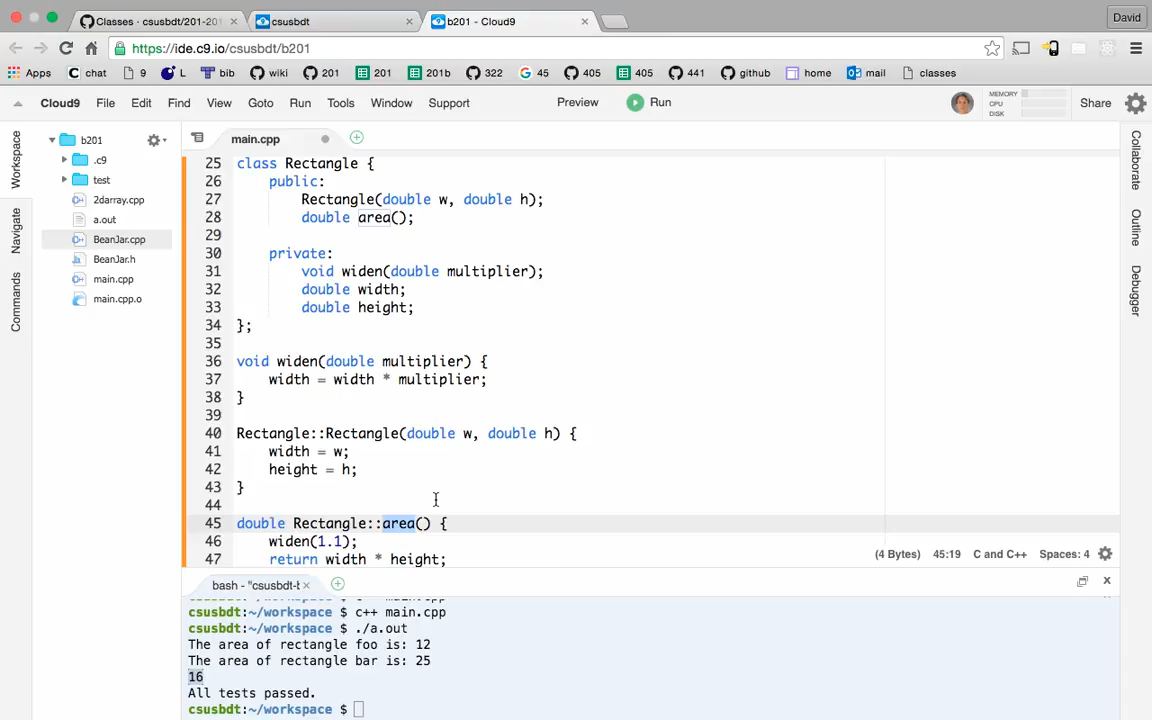 Classes · csusbdt/201-201
csusbdt
b201 - Cloud9
David
https://ide.c9.io/csusbdt/b201
Apps chat 9 L bib wiki 201 201 201b 322 45 405 405 441 github home mail classes
Cloud9 File Edit Find View Goto Run Tools Window Support Preview Run MEMORY CPU DISK Share
Workspace
Navigate
Commands
b201
.c9
test
2darray.cpp
a.out
BeanJar.cpp
BeanJar.h
main.cpp
main.cpp.o
main.cpp
25 class Rectangle {
26     public:
27         Rectangle(double w, double h);
28         double area();
29
30     private:
31         void widen(double multiplier);
32         double width;
33         double height;
34 };
35
36 void widen(double multiplier) {
37     width = width * multiplier;
38 }
39
40 Rectangle::Rectangle(double w, double h) {
41     width = w;
42     height = h;
43 }
44
45 double Rectangle::area() {
46     widen(1.1);
47     return width * height;
(4 Bytes) 45:19 C and C++ Spaces: 4
Collaborate
Outline
Debugger
bash - "csusbdt-b
csusbdt:~/workspace $ c++ main.cpp
csusbdt:~/workspace $ ./a.out
The area of rectangle foo is: 12
The area of rectangle bar is: 25
16
All tests passed.
csusbdt:~/workspace $